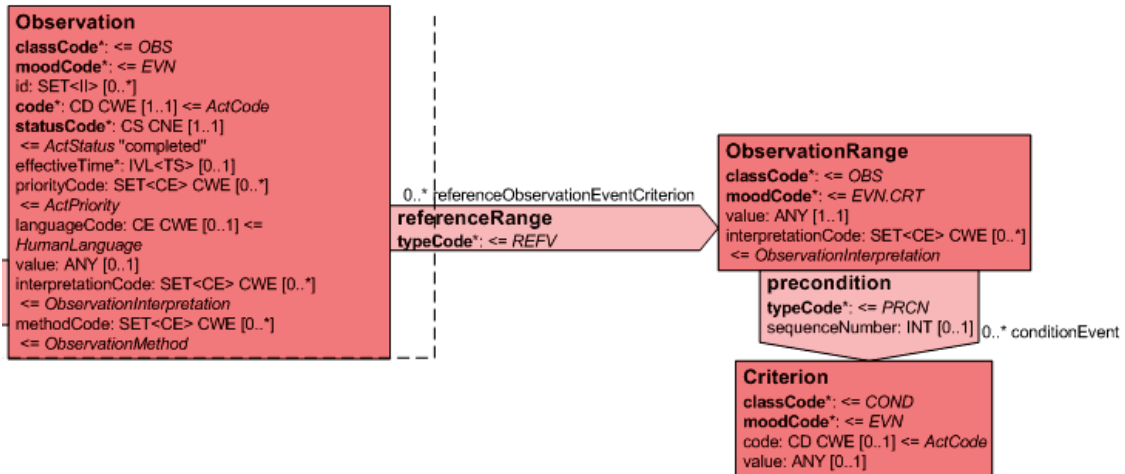 Observation
classCode*: <= OBS
moodCode*: <= EVN
id: SET<II> [0..*]
code*: CD CWE [1..1] <= ActCode
statusCode*: CS CNE [1..1]
<= ActStatus "completed"
effectiveTime*: IVL<TS> [0..1]
priorityCode: SET<CE> CWE [0..*]
<= ActPriority
languageCode: CE CWE [0..1] <=
HumanLanguage
value: ANY [0..1]
interpretationCode: SET<CE> CWE [0..*]
<= ObservationInterpretation
methodCode: SET<CE> CWE [0..*]
<= ObservationMethod
0..* referenceObservationEventCriterion
referenceRange
typeCode*: <= REFV
ObservationRange
classCode*: <= OBS
moodCode*: <= EVN.CRT
value: ANY [1..1]
interpretationCode: SET<CE> CWE [0..*]
<= ObservationInterpretation
precondition
typeCode*: <= PRCN
sequenceNumber: INT [0..1]
0..* conditionEvent
Criterion
classCode*: <= COND
moodCode*: <= EVN
code: CD CWE [0..1] <= ActCode
value: ANY [0..1]